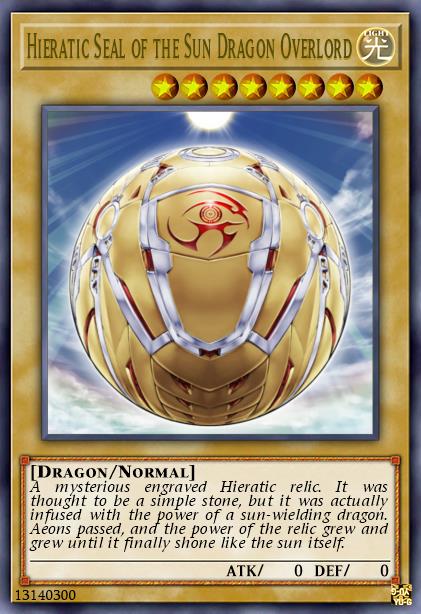 Hieratic Seal of the Sun Dragon Overlord
LIGHT
光
[Dragon/Normal]
A mysterious engraved Hieratic relic. It was
thought to be a simple stone, but it was actually
infused with the power of a sun-wielding dragon.
Aeons passed, and the power of the relic grew and
grew until it finally shone like the sun itself.
ATK/ 0 DEF/ 0
13140300